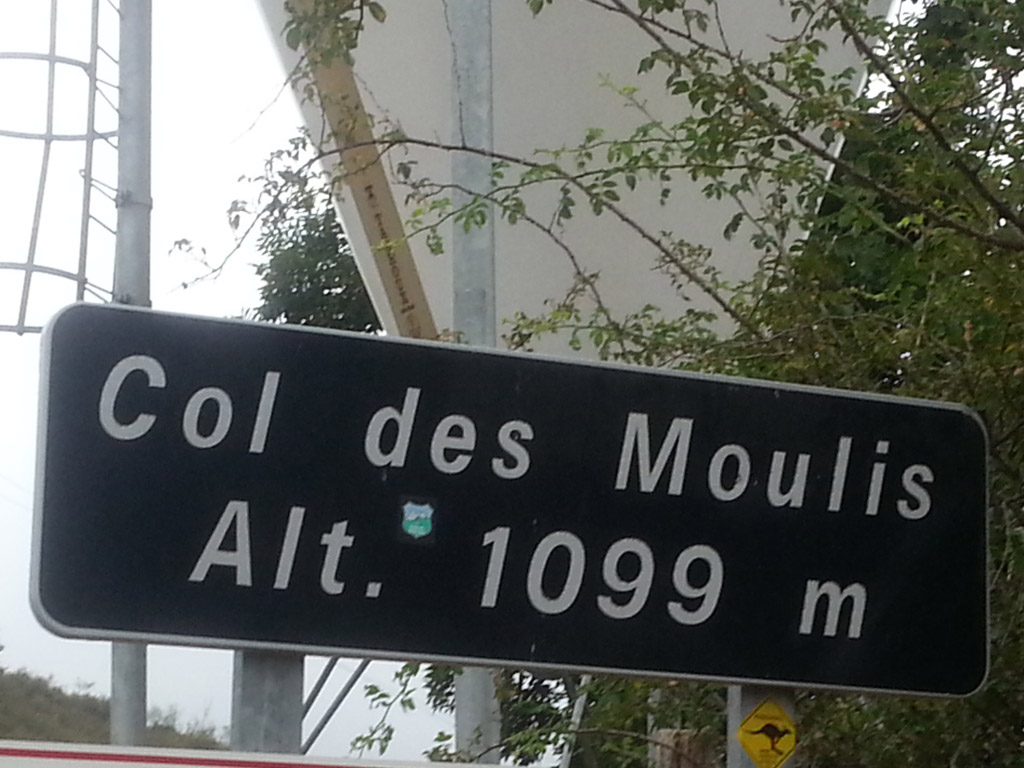 Col des Moulis
Alt. 1099 m